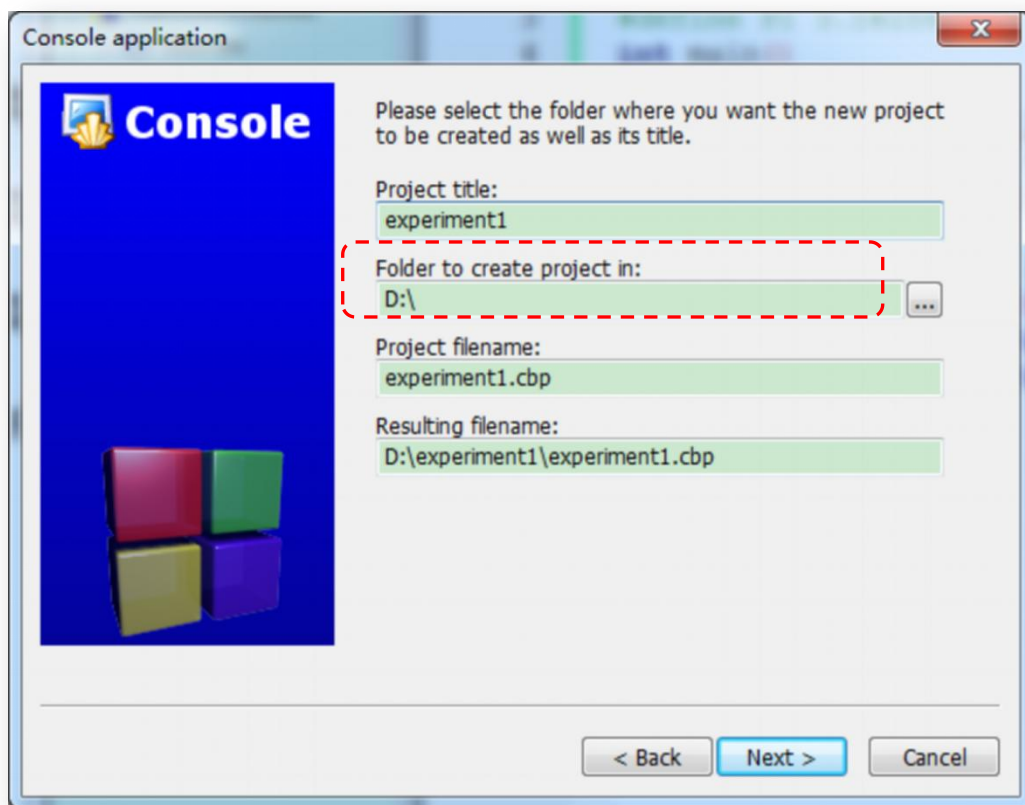 Console application
Console
Please select the folder where you want the new project
to be created as well as its title.
Project title:
experiment1
Folder to create project in:
D:\
...
Project filename:
experiment1.cbp
Resulting filename:
D:\experiment1\experiment1.cbp
< Back
Next >
Cancel